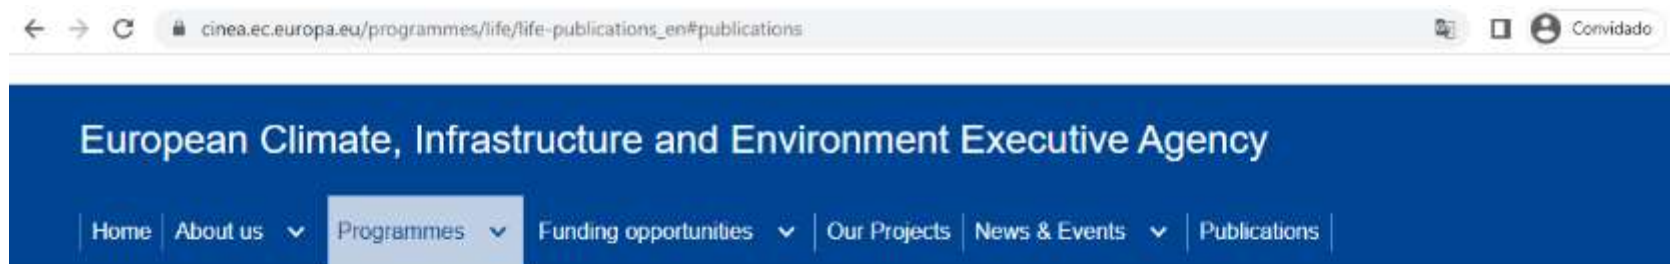 cinea.ec.europa.eu/programmes/life/life-publications_en#publications Convidado
European Climate, Infrastructure and Environment Executive Agency
Home About us Programmes Funding opportunities Our Projects News & Events Publications